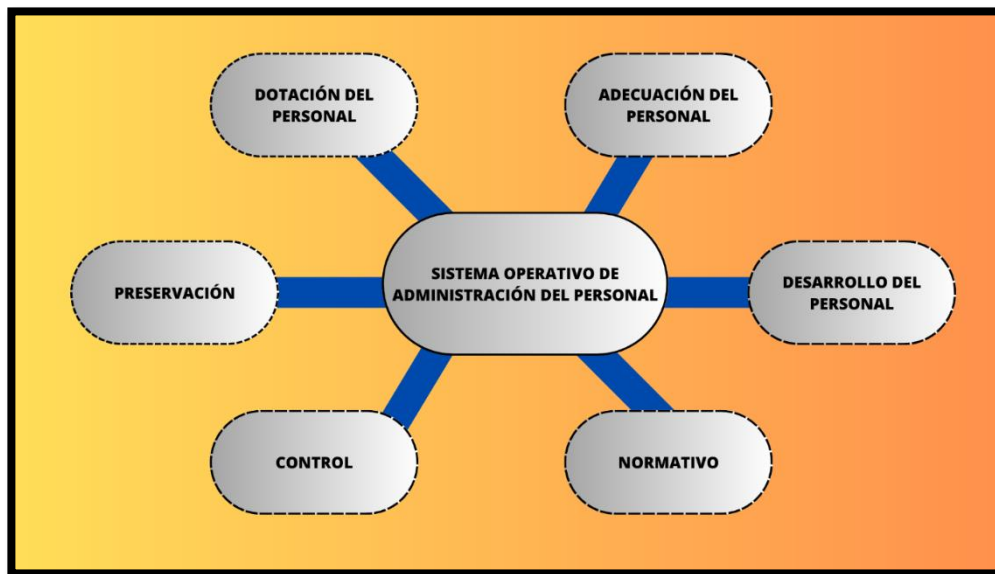 DOTACIÓN DEL
PERSONAL
ADECUACIÓN DEL
PERSONAL
SISTEMA OPERATIVO DE
ADMINISTRACIÓN DEL PERSONAL
PRESERVACIÓN
DESARROLLO DEL
PERSONAL
CONTROL
NORMATIVO